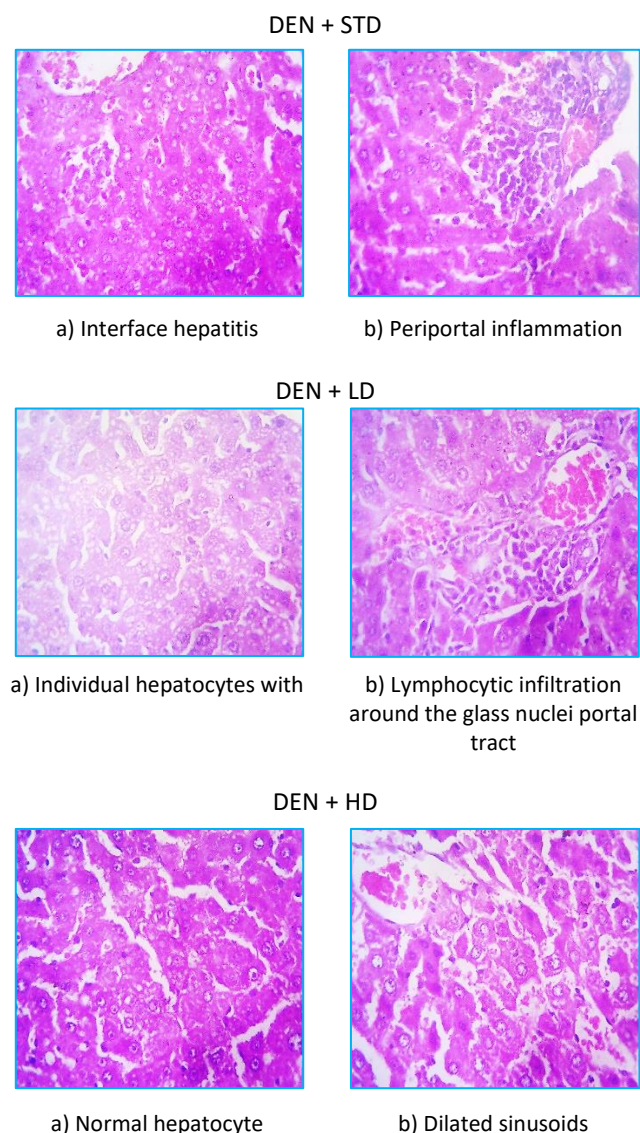 DEN + STD
a) Interface hepatitis
b) Periportal inflammation
DEN + LD
a) Individual hepatocytes with
b) Lymphocytic infiltration
around the glass nuclei portal
tract
DEN + HD
a) Normal hepatocyte
b) Dilated sinusoids